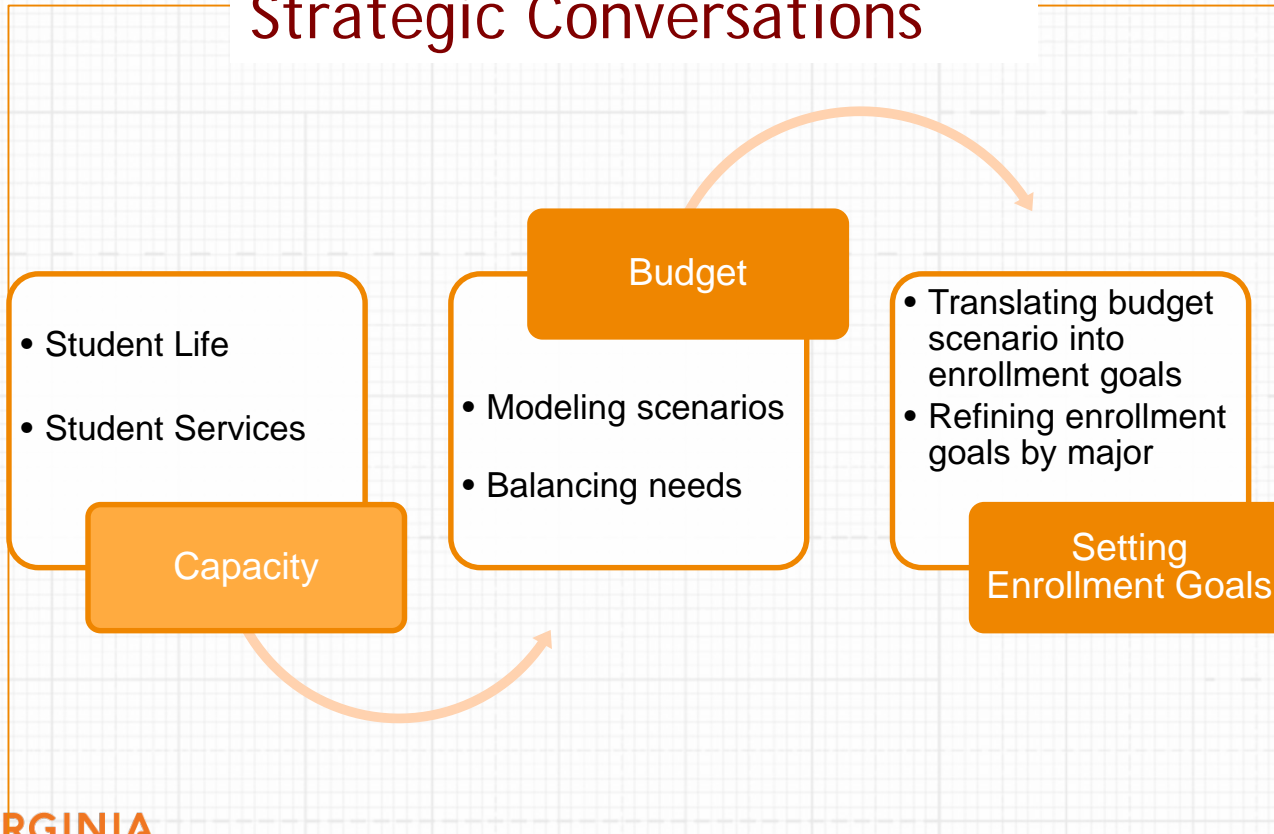 Strategic Conversations
• Student Life
• Student Services
Capacity
Budget
• Modeling scenarios
• Balancing needs
• Translating budget
scenario into
enrollment goals
• Refining enrollment
goals by major
Setting
Enrollment Goals
RGINIA